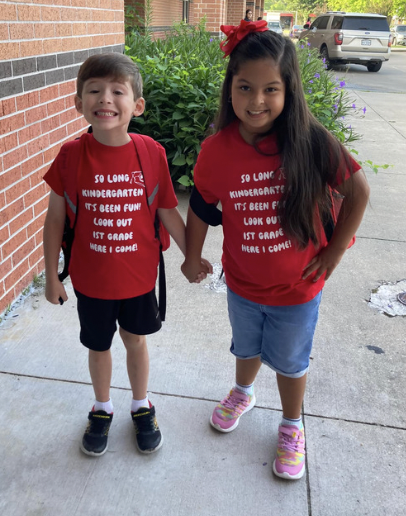 SO LONG
KINDERGARTEN
IT'S BEEN FUN!
LOOK OUT
1ST GRADE
HERE I COME!
SO LONG
KINDERGARTEN
IT'S BEEN FUN!
LOOK OUT
1ST GRADE
HERE I COME!